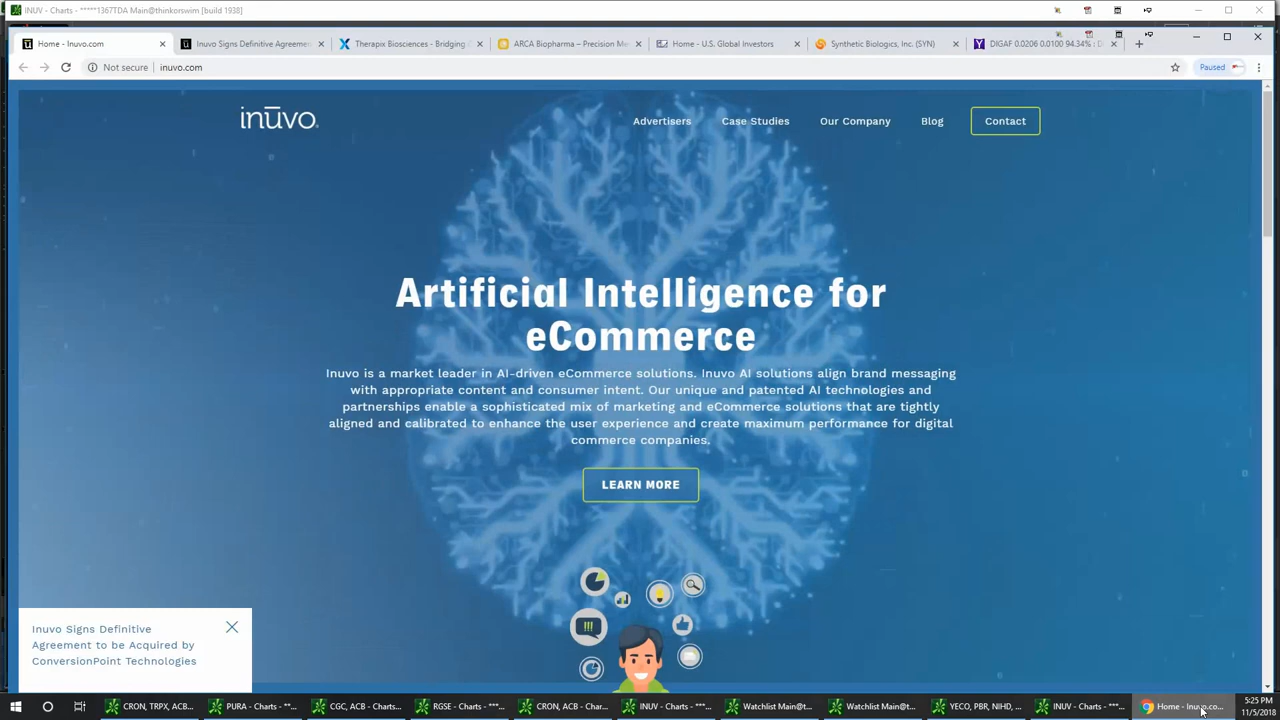 INUV - Charts - *****1367TDA Main@thinkorswim [build 1938]
Home - Inuvo.com
Inuvo Signs Definitive Agreeme
Therapix Biosciences - Bridging
ARCA Biopharma – Precision Me
Home - U.S. Global Investors
Synthetic Biologics, Inc. (SYN)
DIGAF 0.0206 0.0100 94.34% : D
Not secure
inuvo.com
Paused
inūvo
Advertisers
Case Studies
Our Company
Blog
Contact
Artificial Intelligence for
eCommerce
Inuvo is a market leader in AI-driven eCommerce solutions. Inuvo AI solutions align brand messaging
with appropriate content and consumer intent. Our unique and patented AI technologies and
partnerships enable a sophisticated mix of marketing and eCommerce solutions that are tightly
aligned and calibrated to enhance the user experience and create maximum performance for digital
commerce companies.
LEARN MORE
Inuvo Signs Definitive
Agreement to be Acquired by
ConversionPoint Technologies
CRON, TRPX, ACB...
PURA - Charts - **...
CGC, ACB - Charts...
RGSE - Charts - **...
CRON, ACB - Char...
INUV - Charts - ***...
Watchlist Main@t...
Watchlist Main@t...
YECO, PBR, NIHD, ...
INUV - Charts - ***...
Home - Inuvo.co...
5:25 PM
11/5/2018